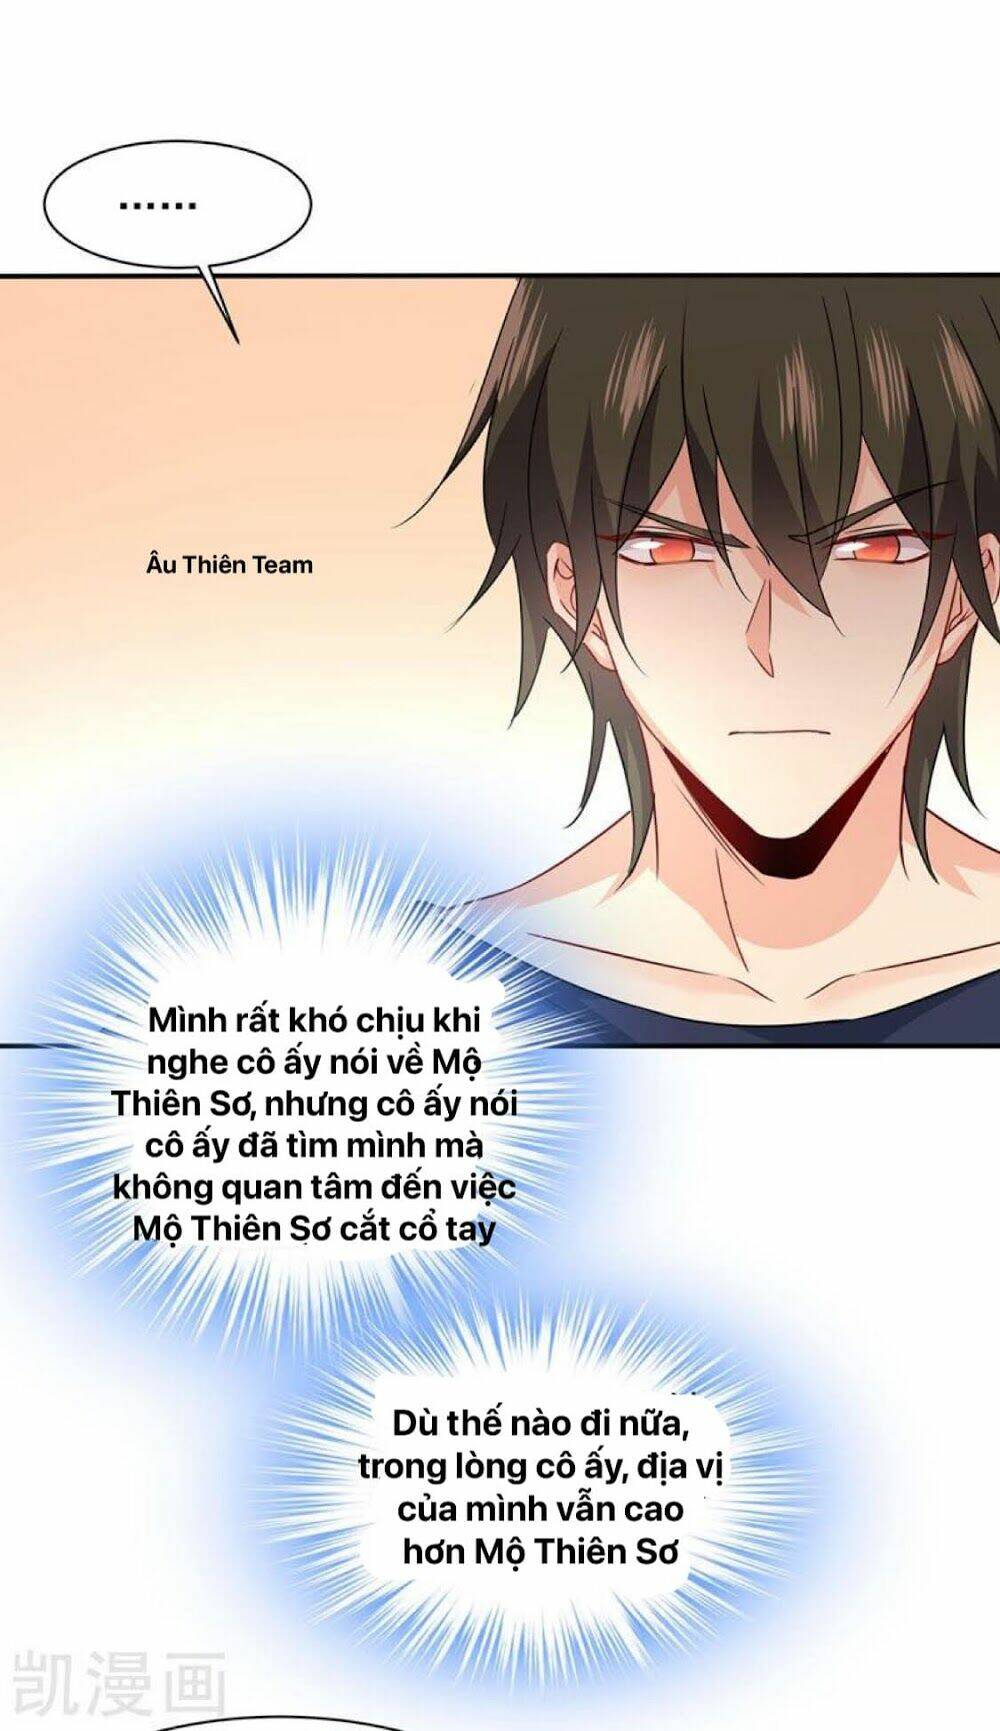 ......
Âu Thiên Team
Mình rất khó chịu khi
nghe cô ấy nói về Mộ
Thiên Sơ, nhưng cô ấy nói
cô ấy đã tìm mình mà
không quan tâm đến việc
Mộ Thiên Sơ cắt cổ tay
Dù thế nào đi nữa,
trong lòng cô ấy, địa vị
của mình vẫn cao
hơn Mộ Thiên Sơ
凯漫画